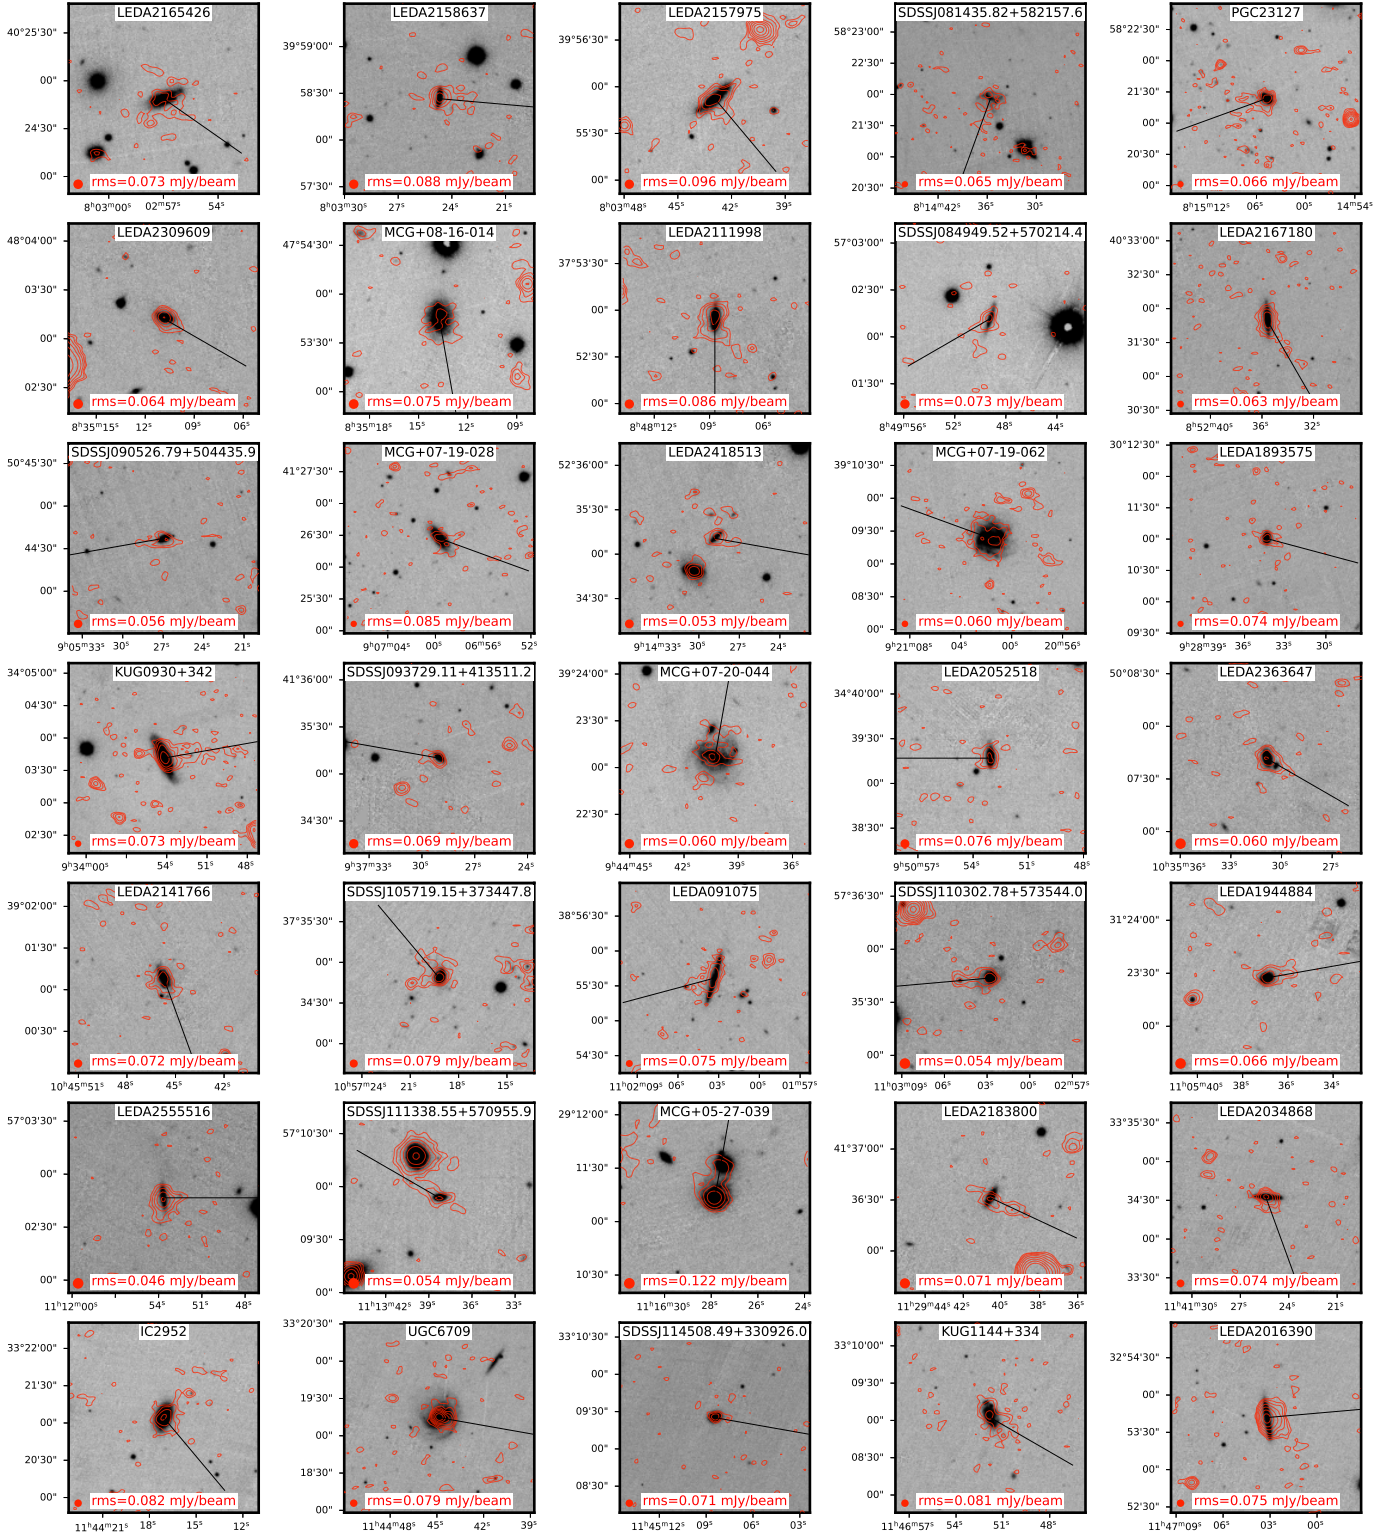 LEDA2165426
40°25'30"
00"
24'30"
00"
rms=0.073 mJy/beam
8ʰ03ᵐ00ˢ 02ᵐ57ˢ 54ˢ
LEDA2158637
39°59'00"
58'30"
00"
57'30"
rms=0.088 mJy/beam
8ʰ03ᵐ30ˢ 27ˢ 24ˢ 21ˢ
LEDA2157975
39°56'30"
00"
55'30"
00"
rms=0.096 mJy/beam
8ʰ03ᵐ48ˢ 45ˢ 42ˢ 39ˢ
SDSSJ081435.82+582157.6
58°23'00"
22'30"
00"
21'30"
00"
20'30"
rms=0.065 mJy/beam
8ʰ14ᵐ42ˢ 36ˢ 30ˢ
PGC23127
58°22'30"
00"
21'30"
00"
20'30"
00"
rms=0.066 mJy/beam
8ʰ15ᵐ12ˢ 06ˢ 00ˢ 14ᵐ54ˢ
LEDA2309609
48°04'00"
03'30"
00"
02'30"
rms=0.064 mJy/beam
8ʰ35ᵐ15ˢ 12ˢ 09ˢ 06ˢ
MCG+08-16-014
47°54'30"
00"
53'30"
00"
rms=0.075 mJy/beam
8ʰ35ᵐ18ˢ 15ˢ 12ˢ 09ˢ
LEDA2111998
37°53'30"
00"
52'30"
00"
rms=0.086 mJy/beam
8ʰ48ᵐ12ˢ 09ˢ 06ˢ
SDSSJ084949.52+570214.4
57°03'00"
02'30"
00"
01'30"
rms=0.073 mJy/beam
8ʰ49ᵐ56ˢ 52ˢ 48ˢ 44ˢ
LEDA2167180
40°33'00"
32'30"
00"
31'30"
00"
30'30"
rms=0.063 mJy/beam
8ʰ52ᵐ40ˢ 36ˢ 32ˢ
SDSSJ090526.79+504435.9
50°45'30"
00"
44'30"
00"
rms=0.056 mJy/beam
9ʰ05ᵐ33ˢ 30ˢ 27ˢ 24ˢ 21ˢ
MCG+07-19-028
41°27'30"
00"
26'30"
00"
25'30"
00"
rms=0.085 mJy/beam
9ʰ07ᵐ04ˢ 00ˢ 06ᵐ56ˢ 52ˢ
LEDA2418513
52°36'00"
35'30"
00"
34'30"
rms=0.053 mJy/beam
9ʰ14ᵐ33ˢ 30ˢ 27ˢ 24ˢ
MCG+07-19-062
39°10'30"
00"
09'30"
00"
08'30"
00"
rms=0.060 mJy/beam
9ʰ21ᵐ08ˢ 04ˢ 00ˢ 20ᵐ56ˢ
LEDA1893575
30°12'30"
00"
11'30"
00"
10'30"
00"
09'30"
rms=0.074 mJy/beam
9ʰ28ᵐ39ˢ 36ˢ 33ˢ 30ˢ
KUG0930+342
34°05'00"
04'30"
00"
03'30"
00"
02'30"
rms=0.073 mJy/beam
9ʰ34ᵐ00ˢ 54ˢ 48ˢ
SDSSJ093729.11+413511.2
41°36'00"
35'30"
00"
34'30"
rms=0.069 mJy/beam
9ʰ37ᵐ33ˢ 30ˢ 27ˢ 24ˢ
MCG+07-20-044
39°24'00"
23'30"
00"
22'30"
rms=0.060 mJy/beam
9ʰ44ᵐ45ˢ 42ˢ 39ˢ 36ˢ
LEDA2052518
34°40'00"
39'30"
00"
38'30"
rms=0.076 mJy/beam
9ʰ50ᵐ57ˢ 54ˢ 51ˢ 48ˢ
LEDA2363647
50°08'30"
00"
07'30"
00"
rms=0.060 mJy/beam
10ʰ35ᵐ36ˢ 33ˢ 30ˢ 27ˢ
LEDA2141766
39°02'00"
01'30"
00"
00'30"
rms=0.072 mJy/beam
10ʰ45ᵐ51ˢ 48ˢ 45ˢ 42ˢ
SDSSJ105719.15+373447.8
37°35'30"
00"
34'30"
00"
rms=0.079 mJy/beam
10ʰ57ᵐ24ˢ 21ˢ 18ˢ 15ˢ
LEDA091075
38°56'30"
00"
55'30"
00"
54'30"
rms=0.075 mJy/beam
11ʰ02ᵐ09ˢ 06ˢ 03ˢ 00ˢ 01ᵐ57ˢ
SDSSJ110302.78+573544.0
57°36'30"
00"
35'30"
00"
rms=0.054 mJy/beam
11ʰ03ᵐ09ˢ 06ˢ 03ˢ 00ˢ 02ᵐ57ˢ
LEDA1944884
31°24'00"
23'30"
00"
rms=0.066 mJy/beam
11ʰ05ᵐ40ˢ 38ˢ 36ˢ 34ˢ
LEDA2555516
57°03'30"
00"
02'30"
00"
rms=0.046 mJy/beam
11ʰ12ᵐ00ˢ 54ˢ 51ˢ 48ˢ
SDSSJ111338.55+570955.9
57°10'30"
00"
09'30"
00"
rms=0.054 mJy/beam
11ʰ13ᵐ42ˢ 39ˢ 36ˢ 33ˢ
MCG+05-27-039
29°12'00"
11'30"
00"
10'30"
rms=0.122 mJy/beam
11ʰ16ᵐ30ˢ 28ˢ 26ˢ 24ˢ
LEDA2183800
41°37'00"
36'30"
00"
rms=0.071 mJy/beam
11ʰ29ᵐ44ˢ 42ˢ 40ˢ 38ˢ 36ˢ
LEDA2034868
33°35'30"
00"
34'30"
00"
33'30"
rms=0.074 mJy/beam
11ʰ41ᵐ30ˢ 27ˢ 24ˢ 21ˢ
IC2952
33°22'00"
21'30"
00"
20'30"
00"
rms=0.082 mJy/beam
11ʰ44ᵐ21ˢ 18ˢ 15ˢ 12ˢ
UGC6709
33°20'30"
00"
19'30"
00"
18'30"
00"
rms=0.079 mJy/beam
11ʰ44ᵐ48ˢ 45ˢ 42ˢ 39ˢ
SDSSJ114508.49+330926.0
33°10'30"
00"
09'30"
00"
08'30"
rms=0.071 mJy/beam
11ʰ45ᵐ12ˢ 09ˢ 06ˢ 03ˢ
KUG1144+334
33°10'00"
09'30"
00"
08'30"
00"
rms=0.081 mJy/beam
11ʰ46ᵐ57ˢ 54ˢ 51ˢ 48ˢ
LEDA2016390
32°54'30"
00"
53'30"
00"
52'30"
rms=0.075 mJy/beam
11ʰ47ᵐ09ˢ 06ˢ 03ˢ 00ˢ